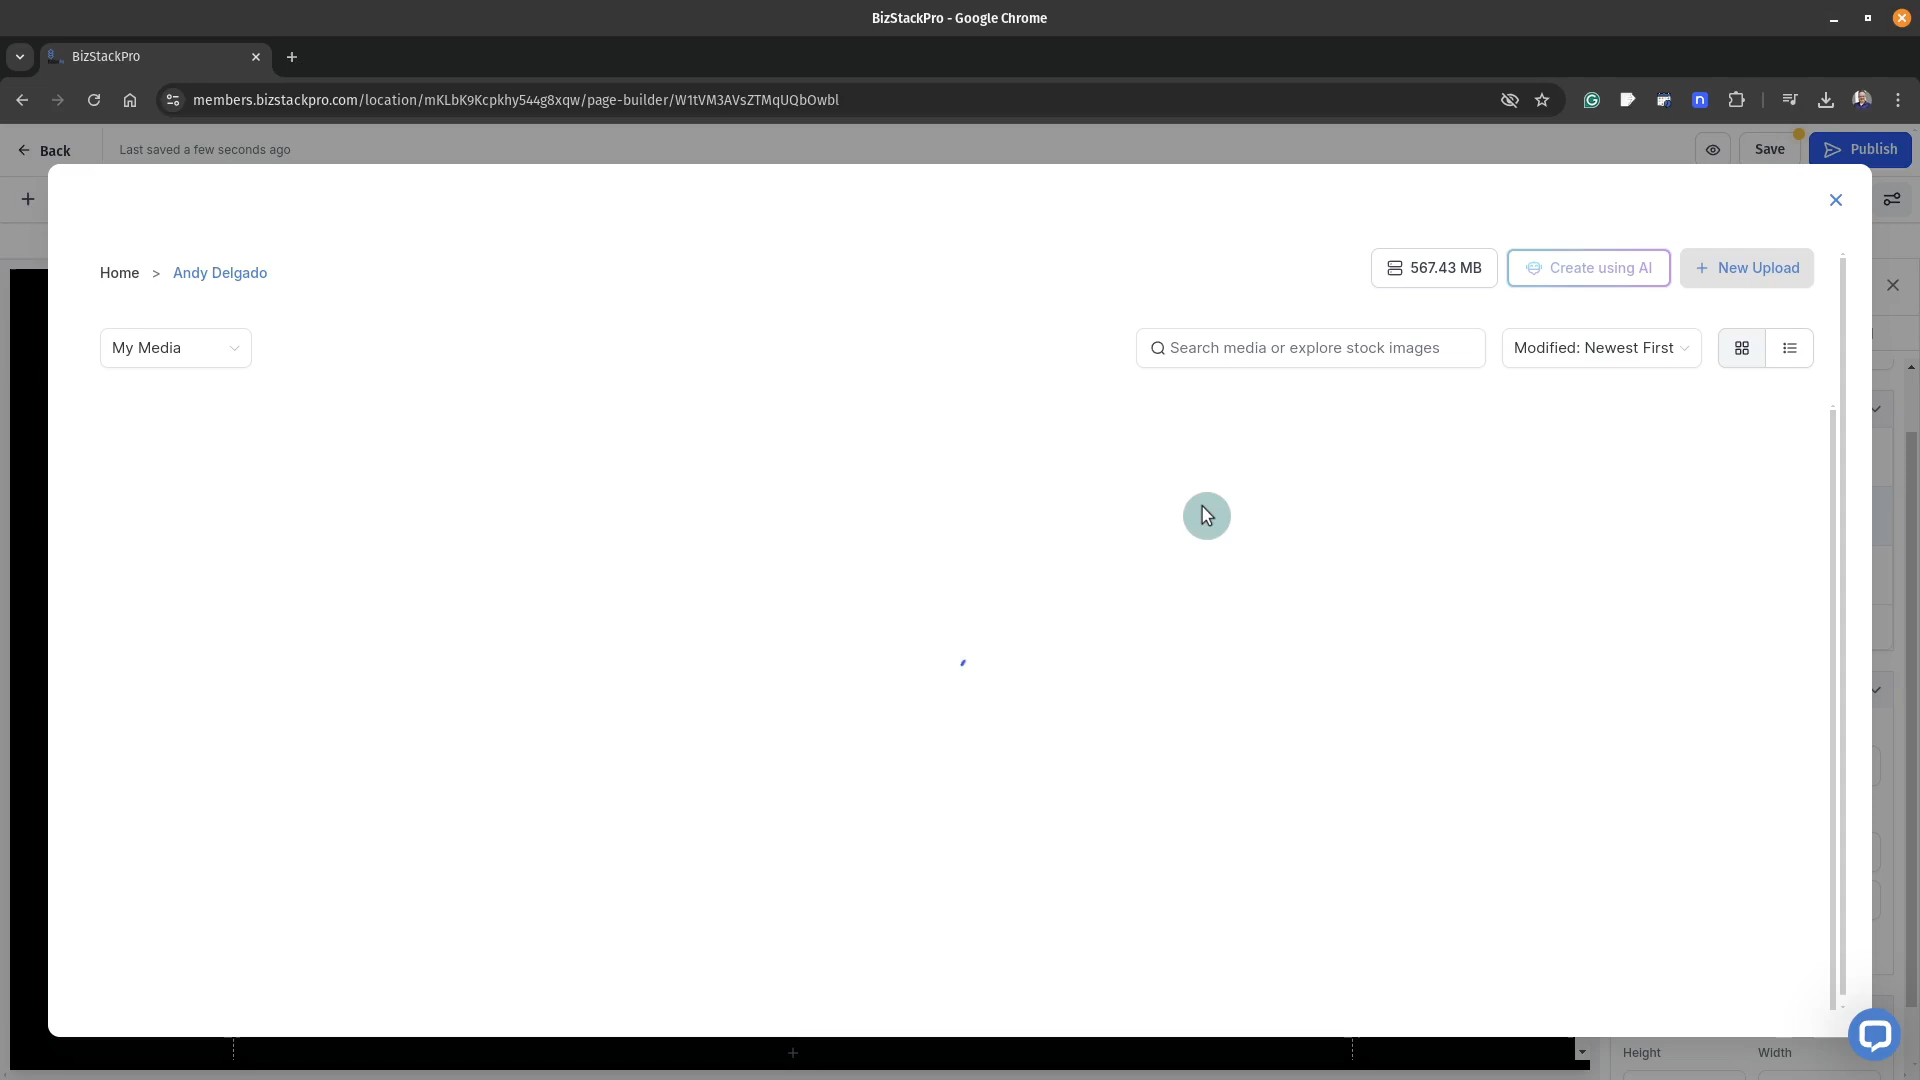 BizStackPro - Google Chrome
BizStackPro
members.bizstackpro.com/location/mKLbK9Kcpkhy544g8xqw/page-builder/W1tVM3AVsZTMqUQbOwbl
Back
Last saved a few seconds ago
Save
Publish
Home > Andy Delgado
567.43 MB
Create using AI
+ New Upload
My Media
Search media or explore stock images
Modified: Newest First
Height
Width